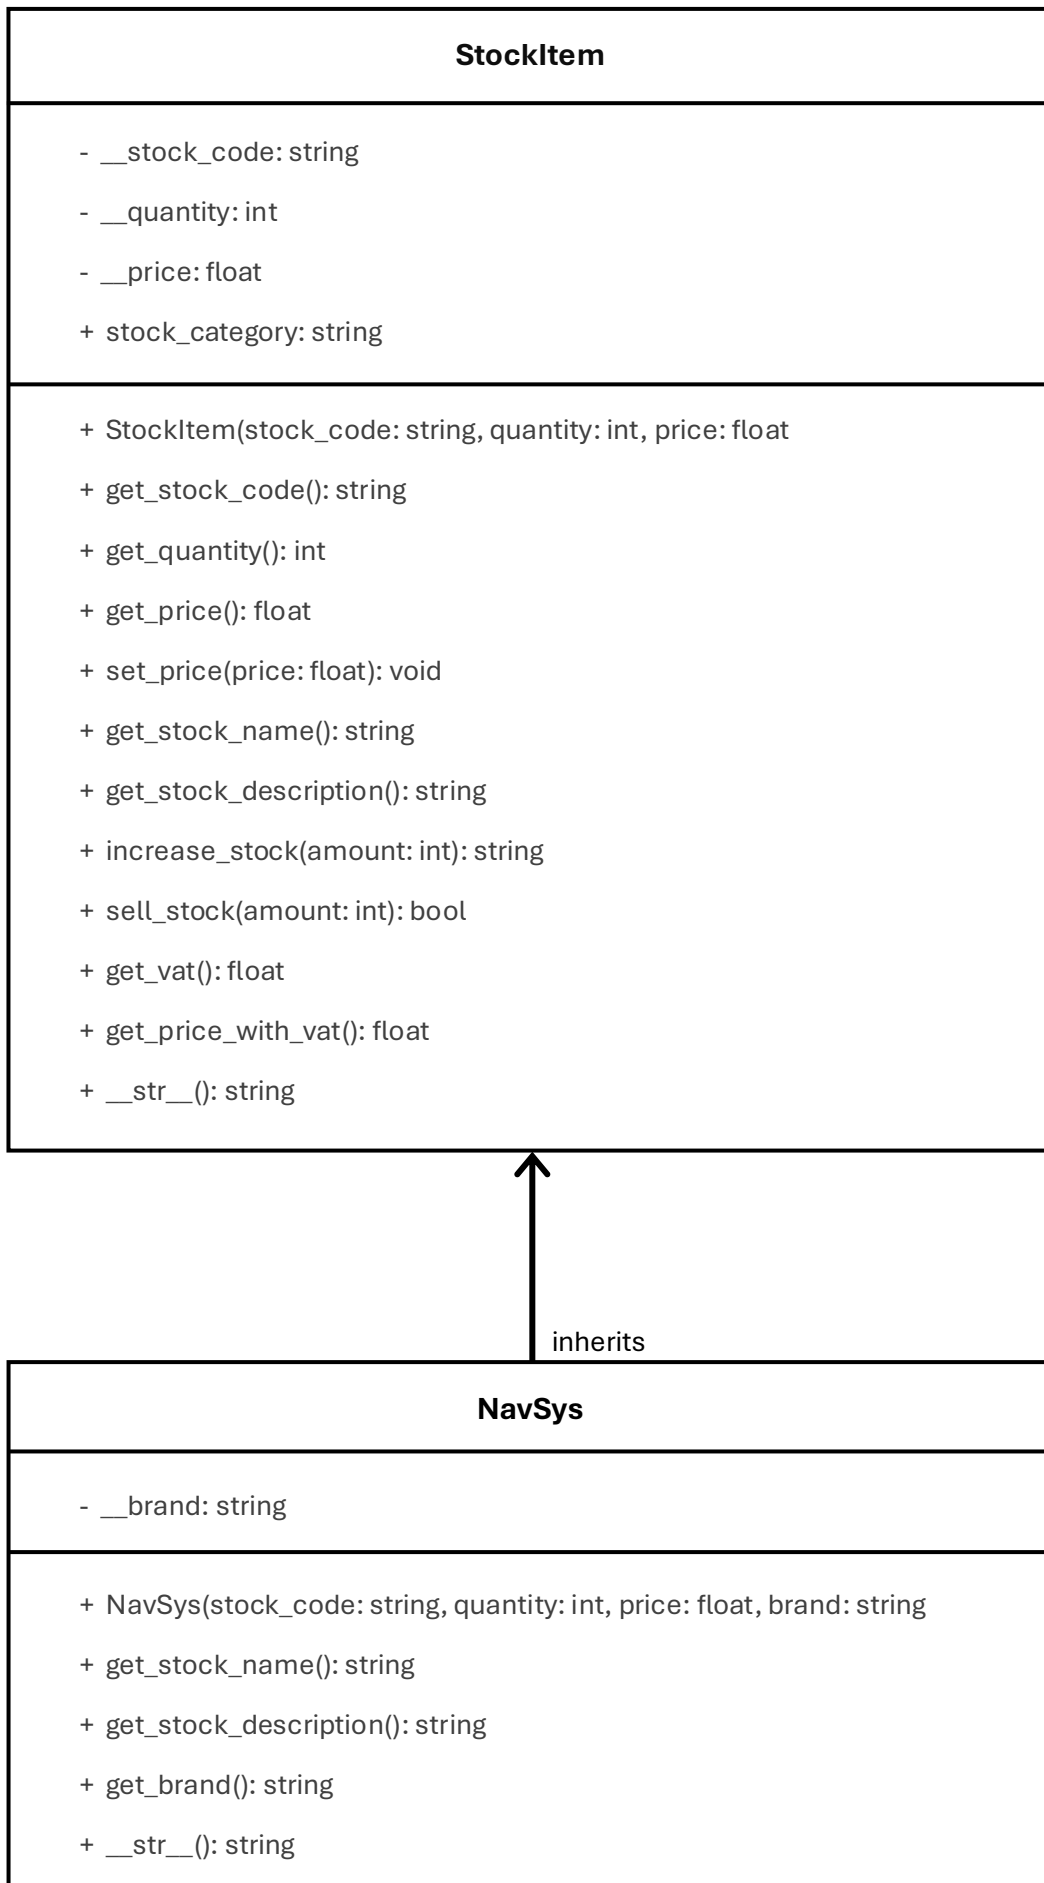 StockItem
- __stock_code: string
- __quantity: int
- __price: float
+ stock_category: string
+ StockItem(stock_code: string, quantity: int, price: float
+ get_stock_code(): string
+ get_quantity(): int
+ get_price(): float
+ set_price(price: float): void
+ get_stock_name(): string
+ get_stock_description(): string
+ increase_stock(amount: int): string
+ sell_stock(amount: int): bool
+ get_vat(): float
+ get_price_with_vat(): float
+ __str__(): string
inherits
NavSys
- __brand: string
+ NavSys(stock_code: string, quantity: int, price: float, brand: string
+ get_stock_name(): string
+ get_stock_description(): string
+ get_brand(): string
+ __str__(): string